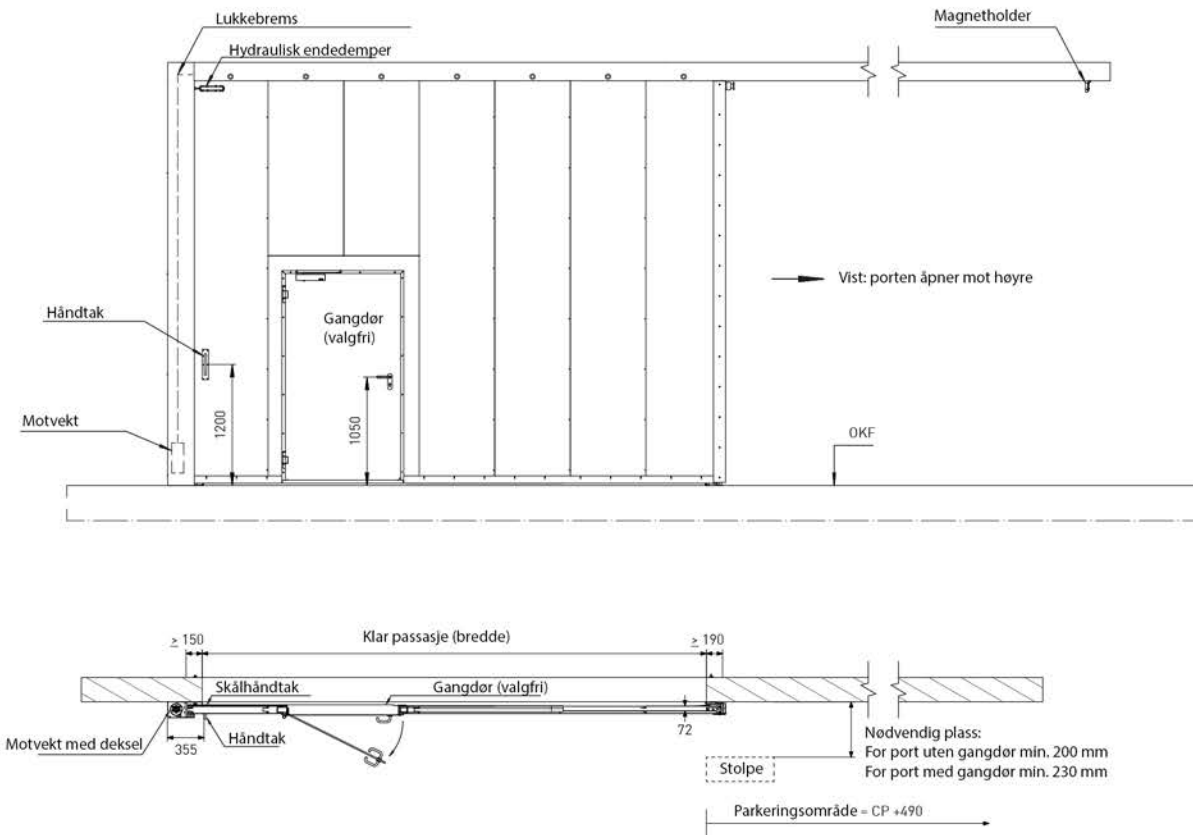 Lukkebrems
Magnetholder
Hydraulisk endedemper
Vist: porten åpner mot høyre
Håndtak
Gangdør
(valgfri)
1200
1050
Motvekt
OKF
≥ 150
Klar passasje (bredde)
≥ 190
Skålhåndtak
Gangdør (valgfri)
Motvekt med deksel
355
Håndtak
72
Nødvendig plass:
For port uten gangdør min. 200 mm
For port med gangdør min. 230 mm
Stolpe
Parkeringsområde = CP +490